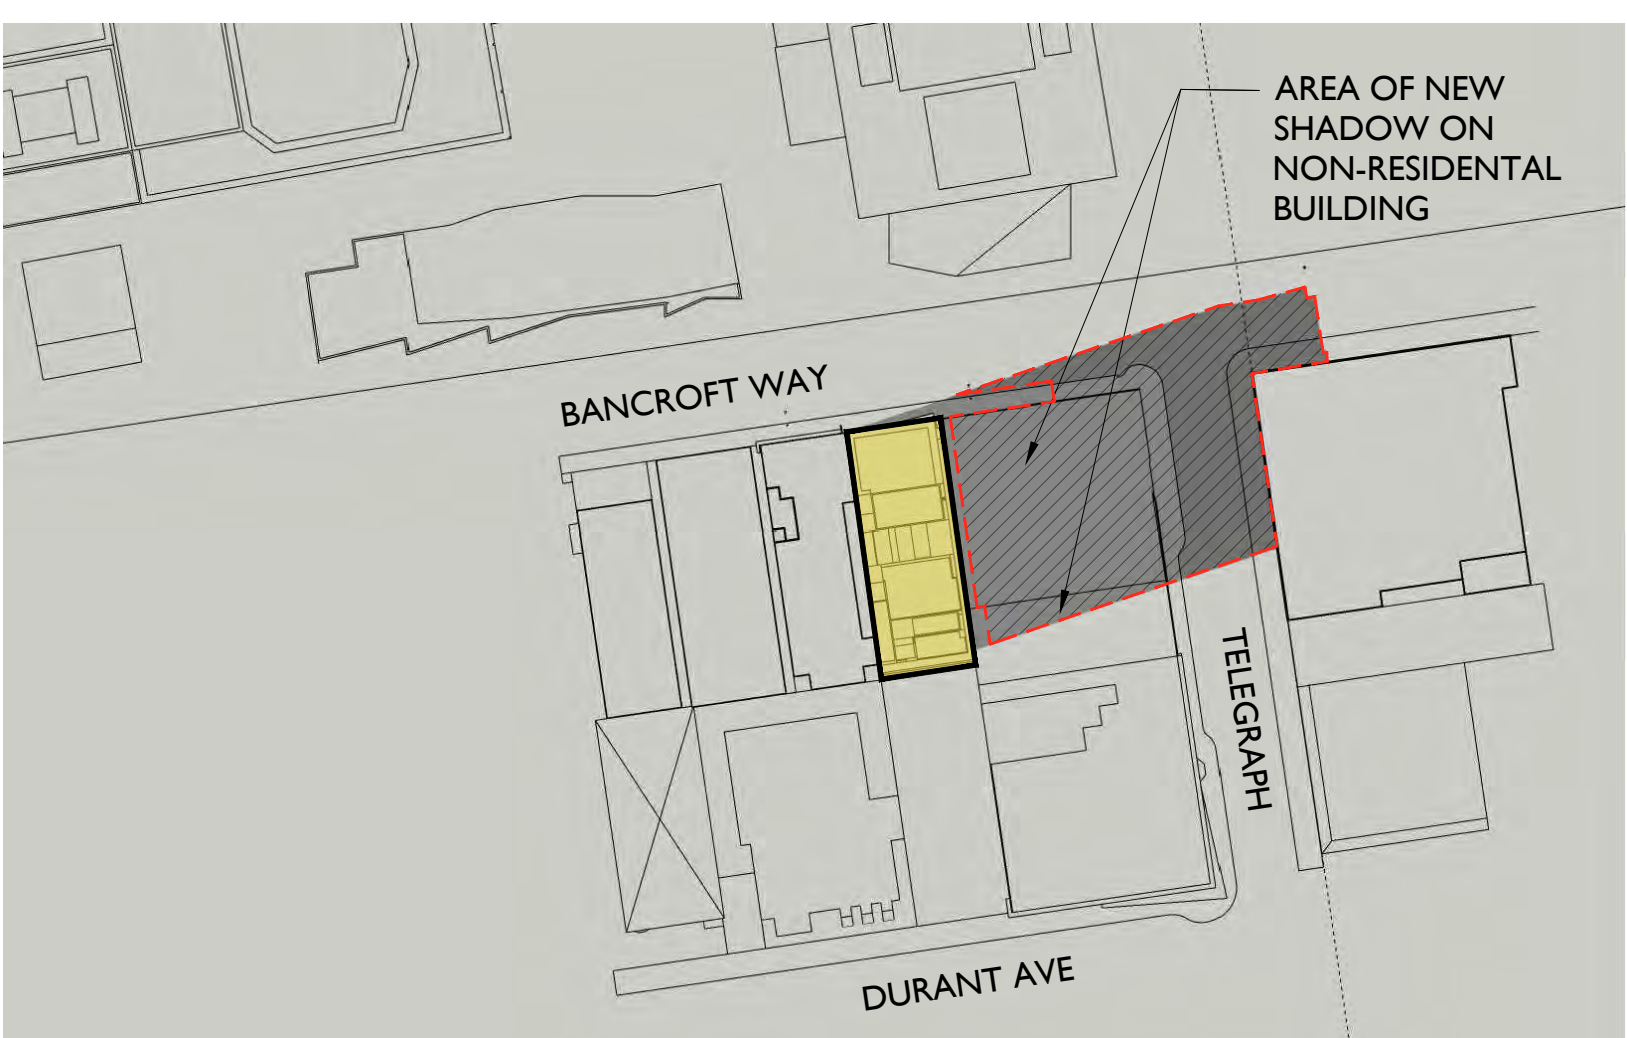 AREA OF NEW
SHADOW ON
NON-RESIDENTAL
BUILDING
BANCROFT WAY
TELEGRAPH
DURANT AVE